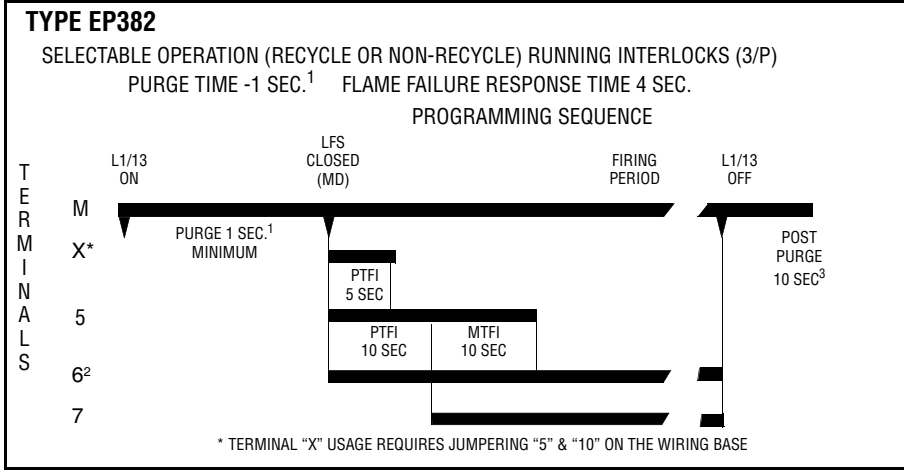 TYPE EP382
SELECTABLE OPERATION (RECYCLE OR NON-RECYCLE) RUNNING INTERLOCKS (3/P)
PURGE TIME -1 SEC.1 FLAME FAILURE RESPONSE TIME 4 SEC.
PROGRAMMING SEQUENCE
TERMINALS
L1/13
ON
LFS
CLOSED
(MD)
FIRING
PERIOD
L1/13
OFF
M
PURGE 1 SEC.1
MINIMUM
POST
PURGE
10 SEC3
X*
PTFI
5 SEC
5
PTFI
10 SEC
MTFI
10 SEC
62
7
* TERMINAL “X” USAGE REQUIRES JUMPERING “5” & “10” ON THE WIRING BASE